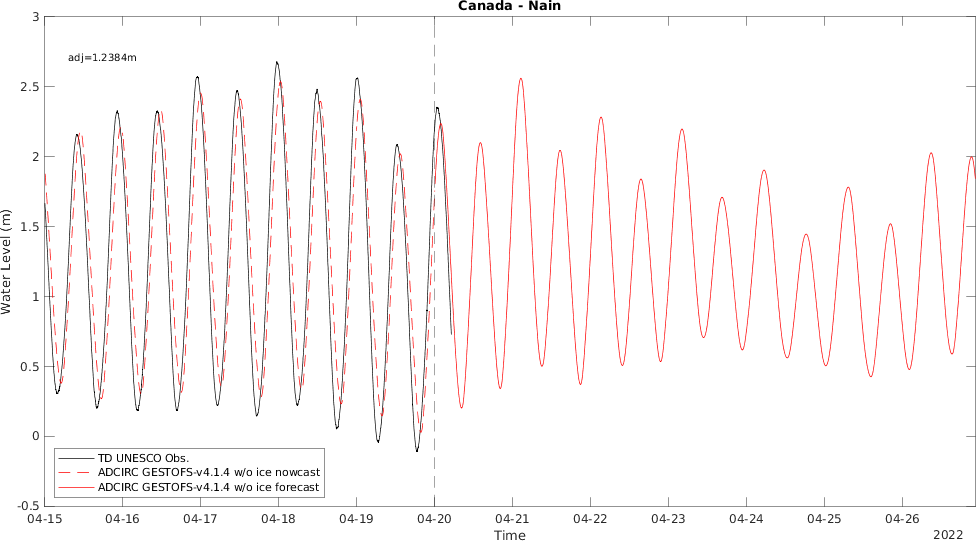 Canada - Nain
adj=1.2384m
Water Level (m)
3
2.5
2
1.5
1
0.5
0
-0.5
TD UNESCO Obs.
ADCIRC GESTOFS-v4.1.4 w/o ice nowcast
ADCIRC GESTOFS-v4.1.4 w/o ice forecast
04-15 04-16 04-17 04-18 04-19 04-20 04-21 04-22 04-23 04-24 04-25 04-26
Time
2022